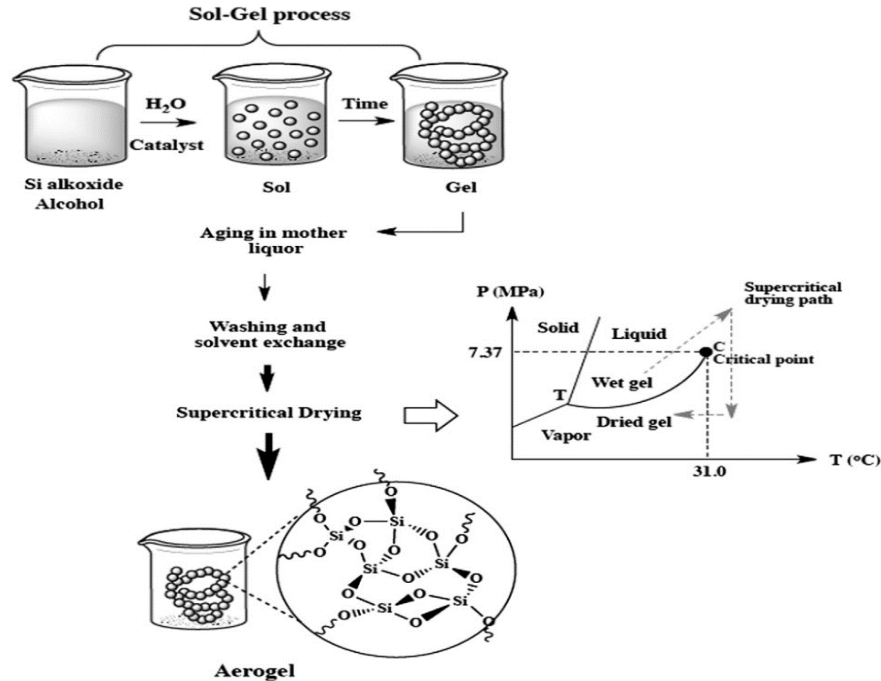 Sol-Gel process
H₂O
Catalyst
Time
Si alkoxide
Alcohol
Sol
Gel
Aging in mother
liquor
Washing and
solvent exchange
Supercritical Drying
P (MPa)
Supercritical
drying path
Solid
Liquid
7.37
C
Critical point
Wet gel
T
Dried gel
Vapor
31.0
T (°C)
O
O
O
Si
Si
O
O
O
O
O
Si
Si
O
O
O
O
Si
Si
O
O
O
Aerogel